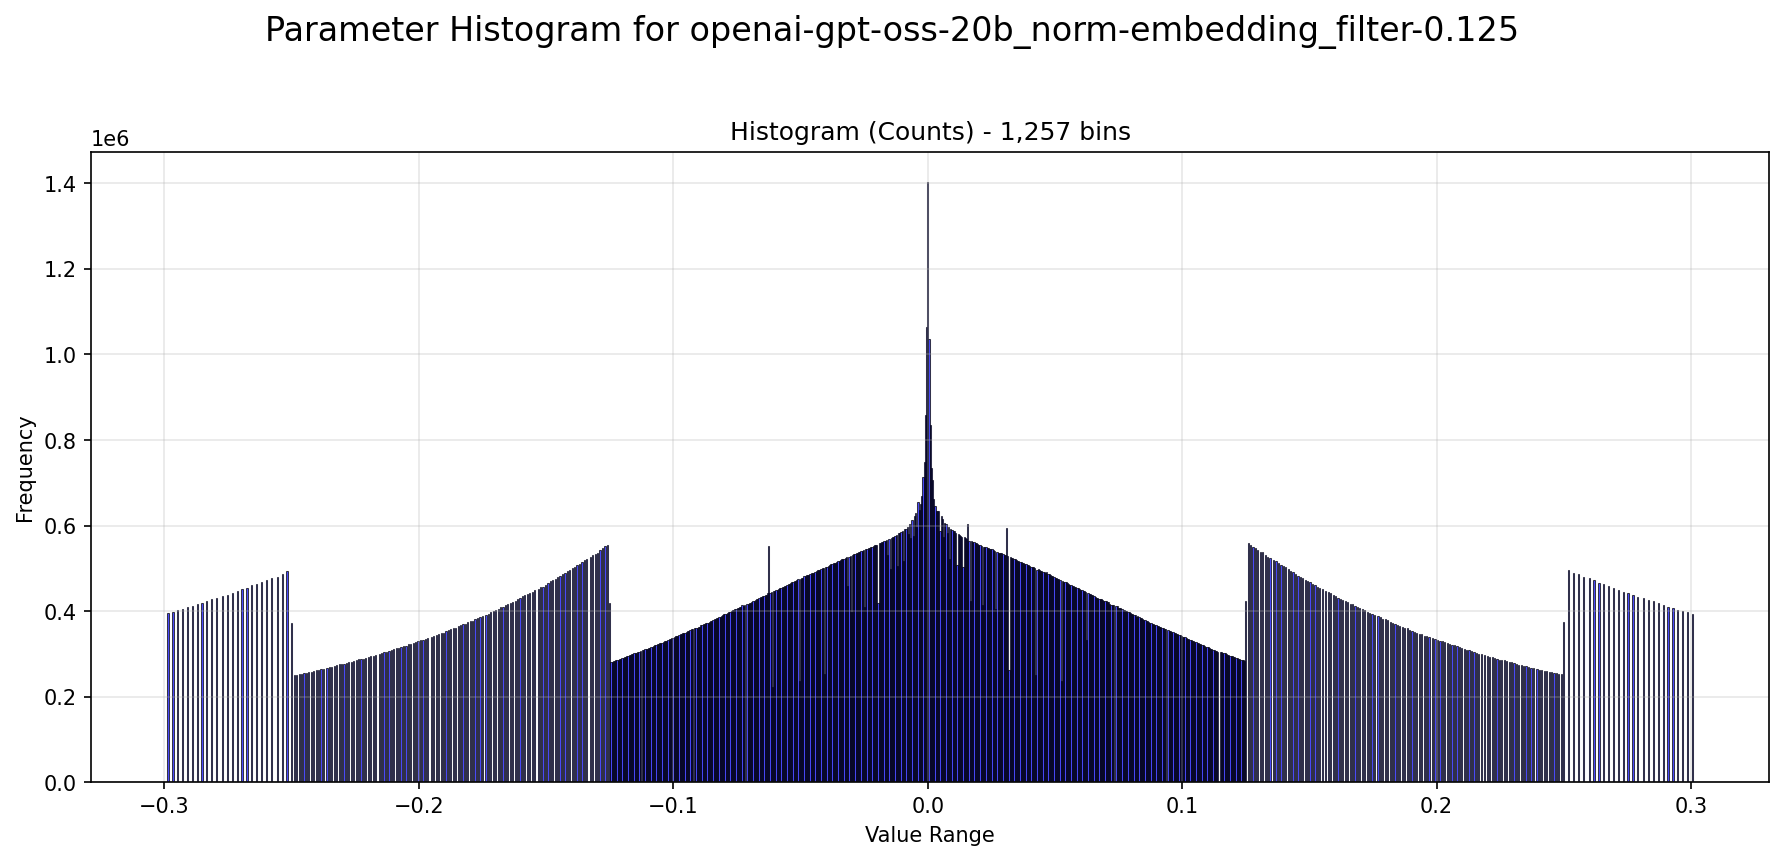 Parameter Histogram for openai-gpt-oss-20b_norm-embedding_filter-0.125
Histogram (Counts) - 1,257 bins
1e6
1.4
1.2
1.0
0.8
0.6
0.4
0.2
0.0
Frequency
−0.3 −0.2 −0.1 0.0 0.1 0.2 0.3
Value Range